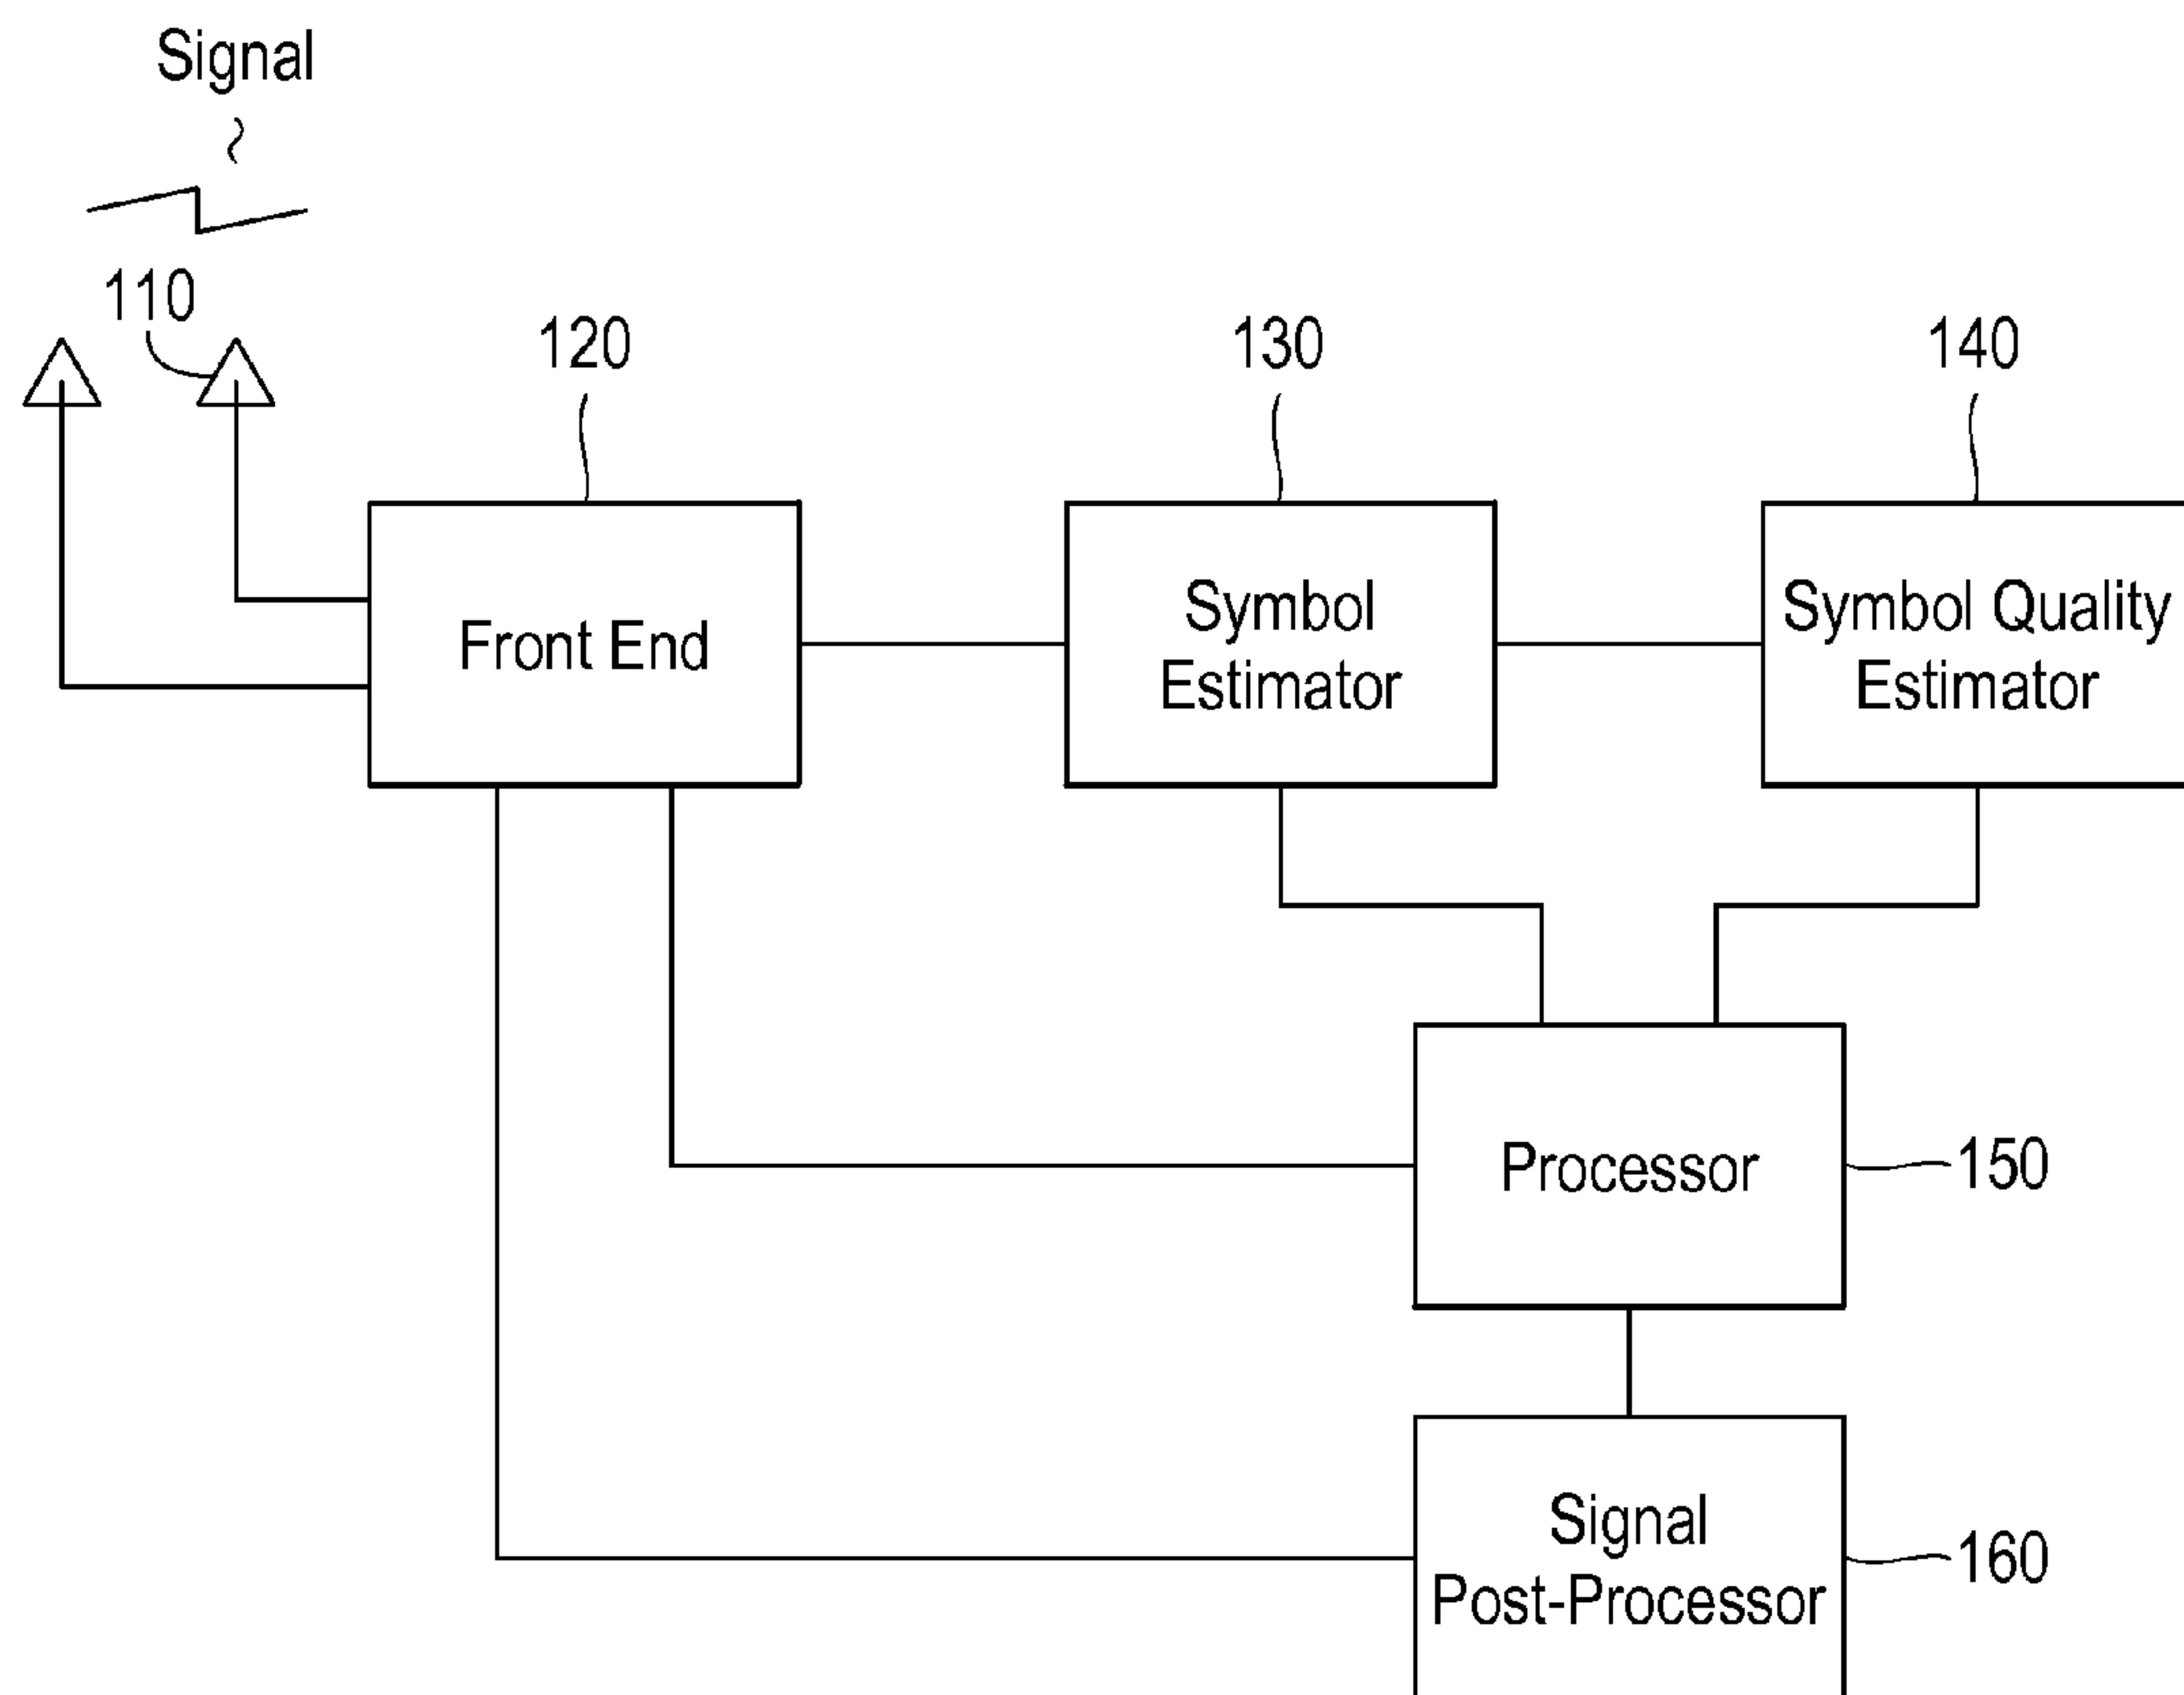 Signal
110
120
130
140
Front End
Symbol
Estimator
Symbol Quality
Estimator
Processor
150
Signal
Post-Processor
160